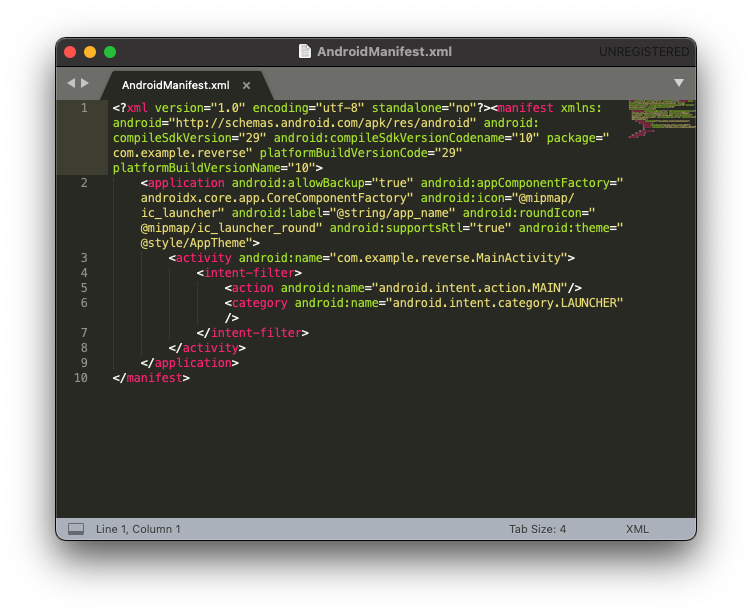 AndroidManifest.xml
UNREGISTERED
AndroidManifest.xml
1 <?xml version="1.0" encoding="utf-8" standalone="no"?><manifest xmlns:
android="http://schemas.android.com/apk/res/android" android:
compileSdkVersion="29" android:compileSdkVersionCodename="10" package="
com.example.reverse" platformBuildVersionCode="29"
platformBuildVersionName="10">
2 <application android:allowBackup="true" android:appComponentFactory="
androidx.core.app.CoreComponentFactory" android:icon="@mipmap/
ic_launcher" android:label="@string/app_name" android:roundIcon="
@mipmap/ic_launcher_round" android:supportsRtl="true" android:theme="
@style/AppTheme">
3 <activity android:name="com.example.reverse.MainActivity">
4 <intent-filter>
5 <action android:name="android.intent.action.MAIN"/>
6 <category android:name="android.intent.category.LAUNCHER"
/>
7 </intent-filter>
8 </activity>
9 </application>
10 </manifest>
Line 1, Column 1
Tab Size: 4
XML